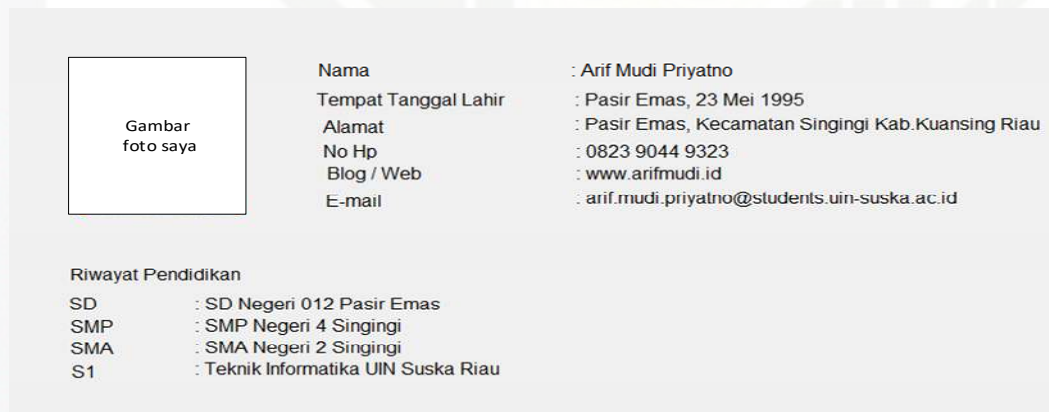 Gambar
foto saya
Nama : Arif Mudi Priyatno
Tempat Tanggal Lahir : Pasir Emas, 23 Mei 1995
Alamat : Pasir Emas, Kecamatan Singingi Kab.Kuansing Riau
No Hp : 0823 9044 9323
Blog / Web : www.arifmudi.id
E-mail : arif.mudi.priyatno@students.uin-suska.ac.id
Riwayat Pendidikan
SD : SD Negeri 012 Pasir Emas
SMP : SMP Negeri 4 Singingi
SMA : SMA Negeri 2 Singingi
S1 : Teknik Informatika UIN Suska Riau